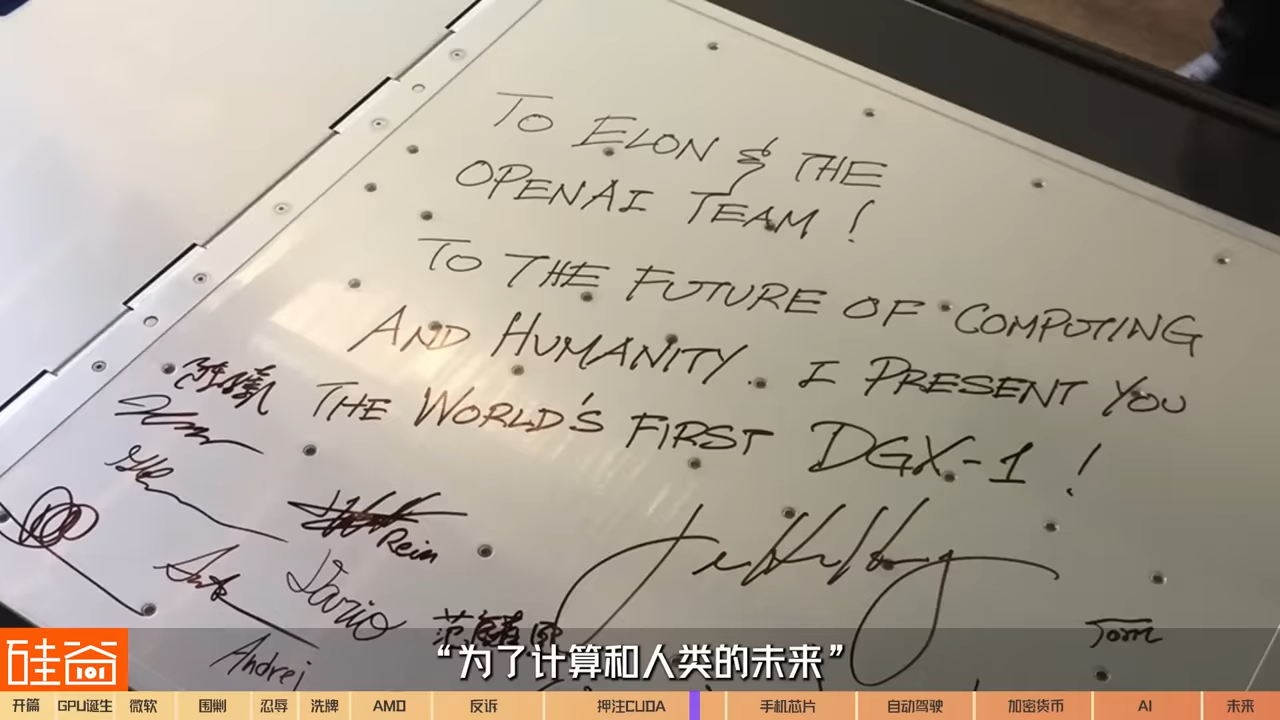 TO ELON & THE
OPENAI TEAM!
TO THE FUTURE OF COMPUTING
AND HUMANITY. I PRESENT YOU
THE WORLD'S FIRST DGX-1!
Rein
Dario
Tom
Andrej
“为了计算和人类的未来”
硅谷
101
开篇 GPU诞生 微软 围剿 忍辱 洗牌 AMD 反诉 押注CUDA 手机芯片 自动驾驶 加密货币 AI 未来